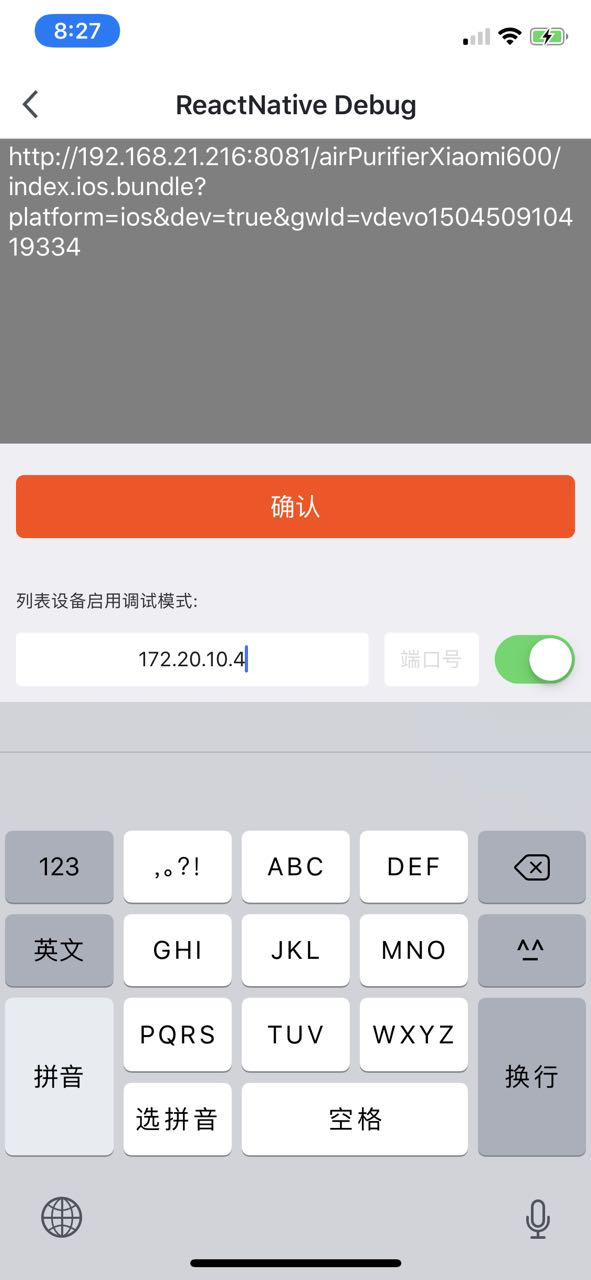 8:27
ReactNative Debug
http://192.168.21.216:8081/airPurifierXiaomi600/
index.ios.bundle?
platform=ios&dev=true&gwId=vdevo1504509104
19334
确认
列表设备启用调试模式:
172.20.10.4 端口号
123 ,。?! ABC DEF
英文 GHI JKL MNO ^_^
拼音 PQRS TUV WXYZ 换行
选拼音 空格